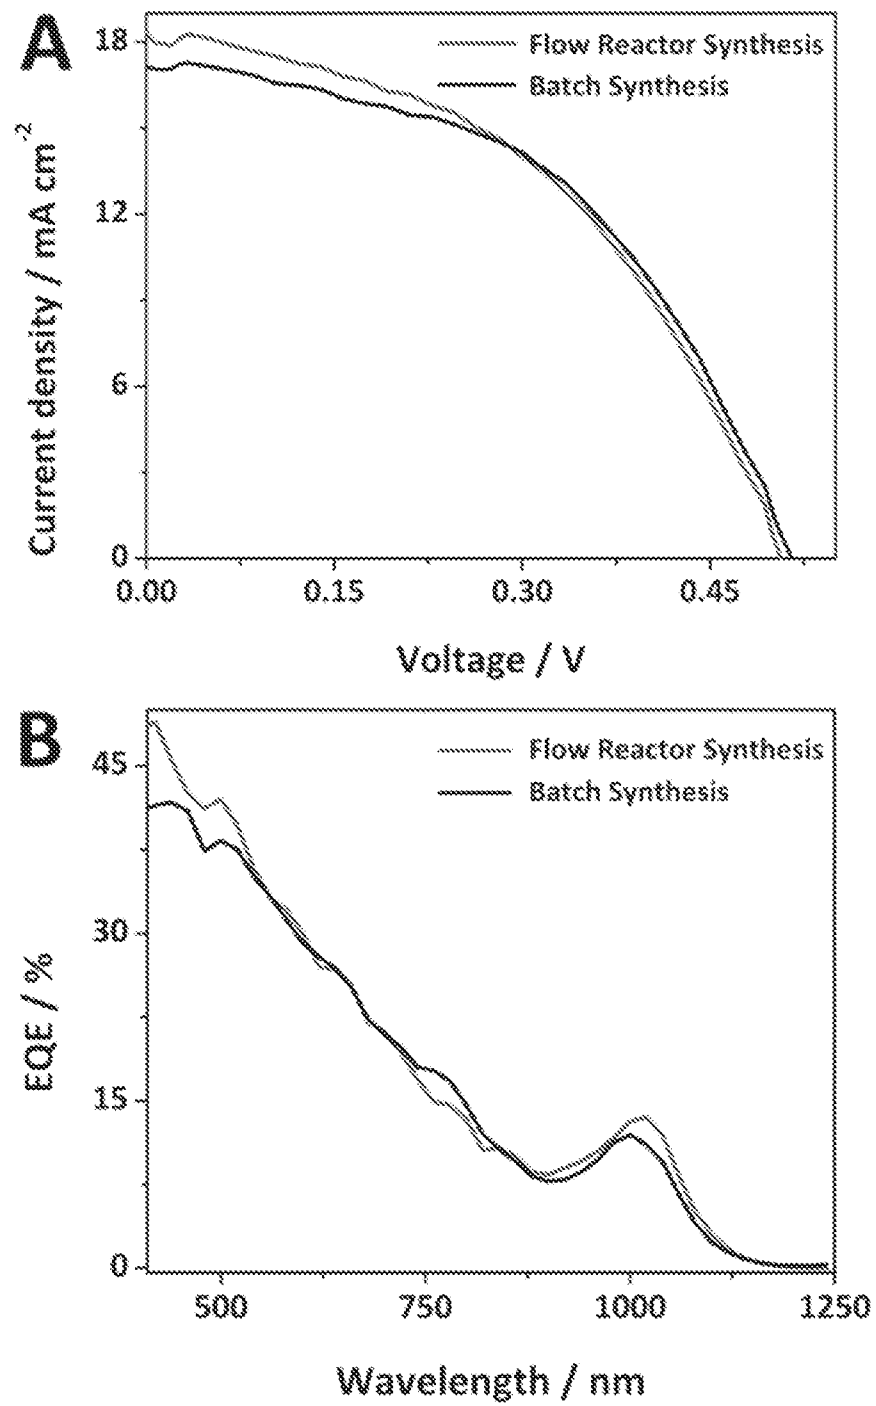 A
Flow Reactor Synthesis
Batch Synthesis
Current density / mA cm-2
18
12
6
0
0.00 0.15 0.30 0.45
Voltage / V
B
Flow Reactor Synthesis
Batch Synthesis
EQE / %
45
30
15
0
500 750 1000 1250
Wavelength / nm